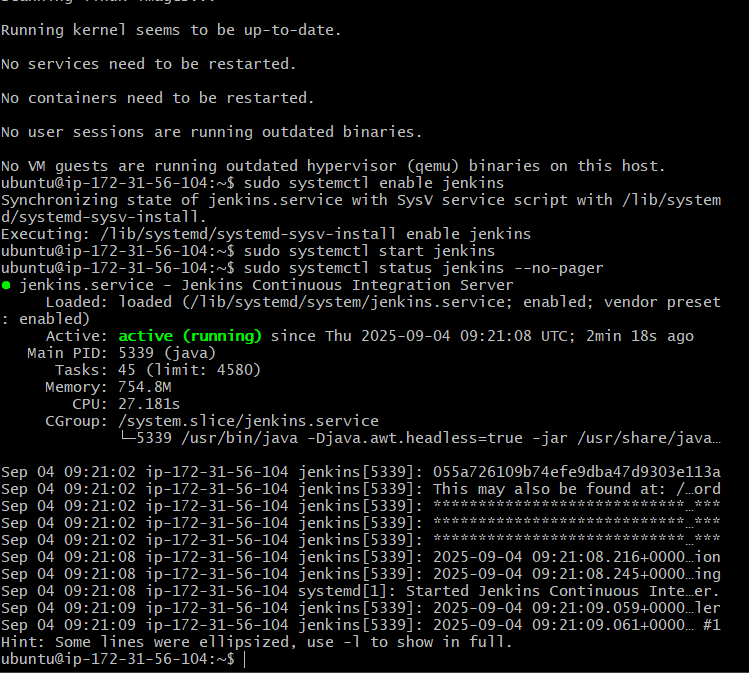 Running kernel seems to be up-to-date.
No services need to be restarted.
No containers need to be restarted.
No user sessions are running outdated binaries.
No VM guests are running outdated hypervisor (qemu) binaries on this host.
ubuntu@ip-172-31-56-104:~$ sudo systemctl enable jenkins
Synchronizing state of jenkins.service with SysV service script with /lib/system
d/systemd-sysv-install.
Executing: /lib/systemd/systemd-sysv-install enable jenkins
ubuntu@ip-172-31-56-104:~$ sudo systemctl start jenkins
ubuntu@ip-172-31-56-104:~$ sudo systemctl status jenkins --no-pager
● jenkins.service - Jenkins Continuous Integration Server
     Loaded: loaded (/lib/systemd/system/jenkins.service; enabled; vendor preset
: enabled)
     Active: active (running) since Thu 2025-09-04 09:21:08 UTC; 2min 18s ago
   Main PID: 5339 (java)
      Tasks: 45 (limit: 4580)
     Memory: 754.8M
        CPU: 27.181s
     CGroup: /system.slice/jenkins.service
             └─5339 /usr/bin/java -Djava.awt.headless=true -jar /usr/share/java…
Sep 04 09:21:02 ip-172-31-56-104 jenkins[5339]: 055a726109b74efe9dba47d9303e113a
Sep 04 09:21:02 ip-172-31-56-104 jenkins[5339]: This may also be found at: /…ord
Sep 04 09:21:02 ip-172-31-56-104 jenkins[5339]: ****************************…***
Sep 04 09:21:02 ip-172-31-56-104 jenkins[5339]: ****************************…***
Sep 04 09:21:02 ip-172-31-56-104 jenkins[5339]: ****************************…***
Sep 04 09:21:08 ip-172-31-56-104 jenkins[5339]: 2025-09-04 09:21:08.216+0000…ion
Sep 04 09:21:08 ip-172-31-56-104 jenkins[5339]: 2025-09-04 09:21:08.245+0000…ing
Sep 04 09:21:08 ip-172-31-56-104 systemd[1]: Started Jenkins Continuous Inte…er.
Sep 04 09:21:09 ip-172-31-56-104 jenkins[5339]: 2025-09-04 09:21:09.059+0000…ler
Sep 04 09:21:09 ip-172-31-56-104 jenkins[5339]: 2025-09-04 09:21:09.061+0000… #1
Hint: Some lines were ellipsized, use -l to show in full.
ubuntu@ip-172-31-56-104:~$